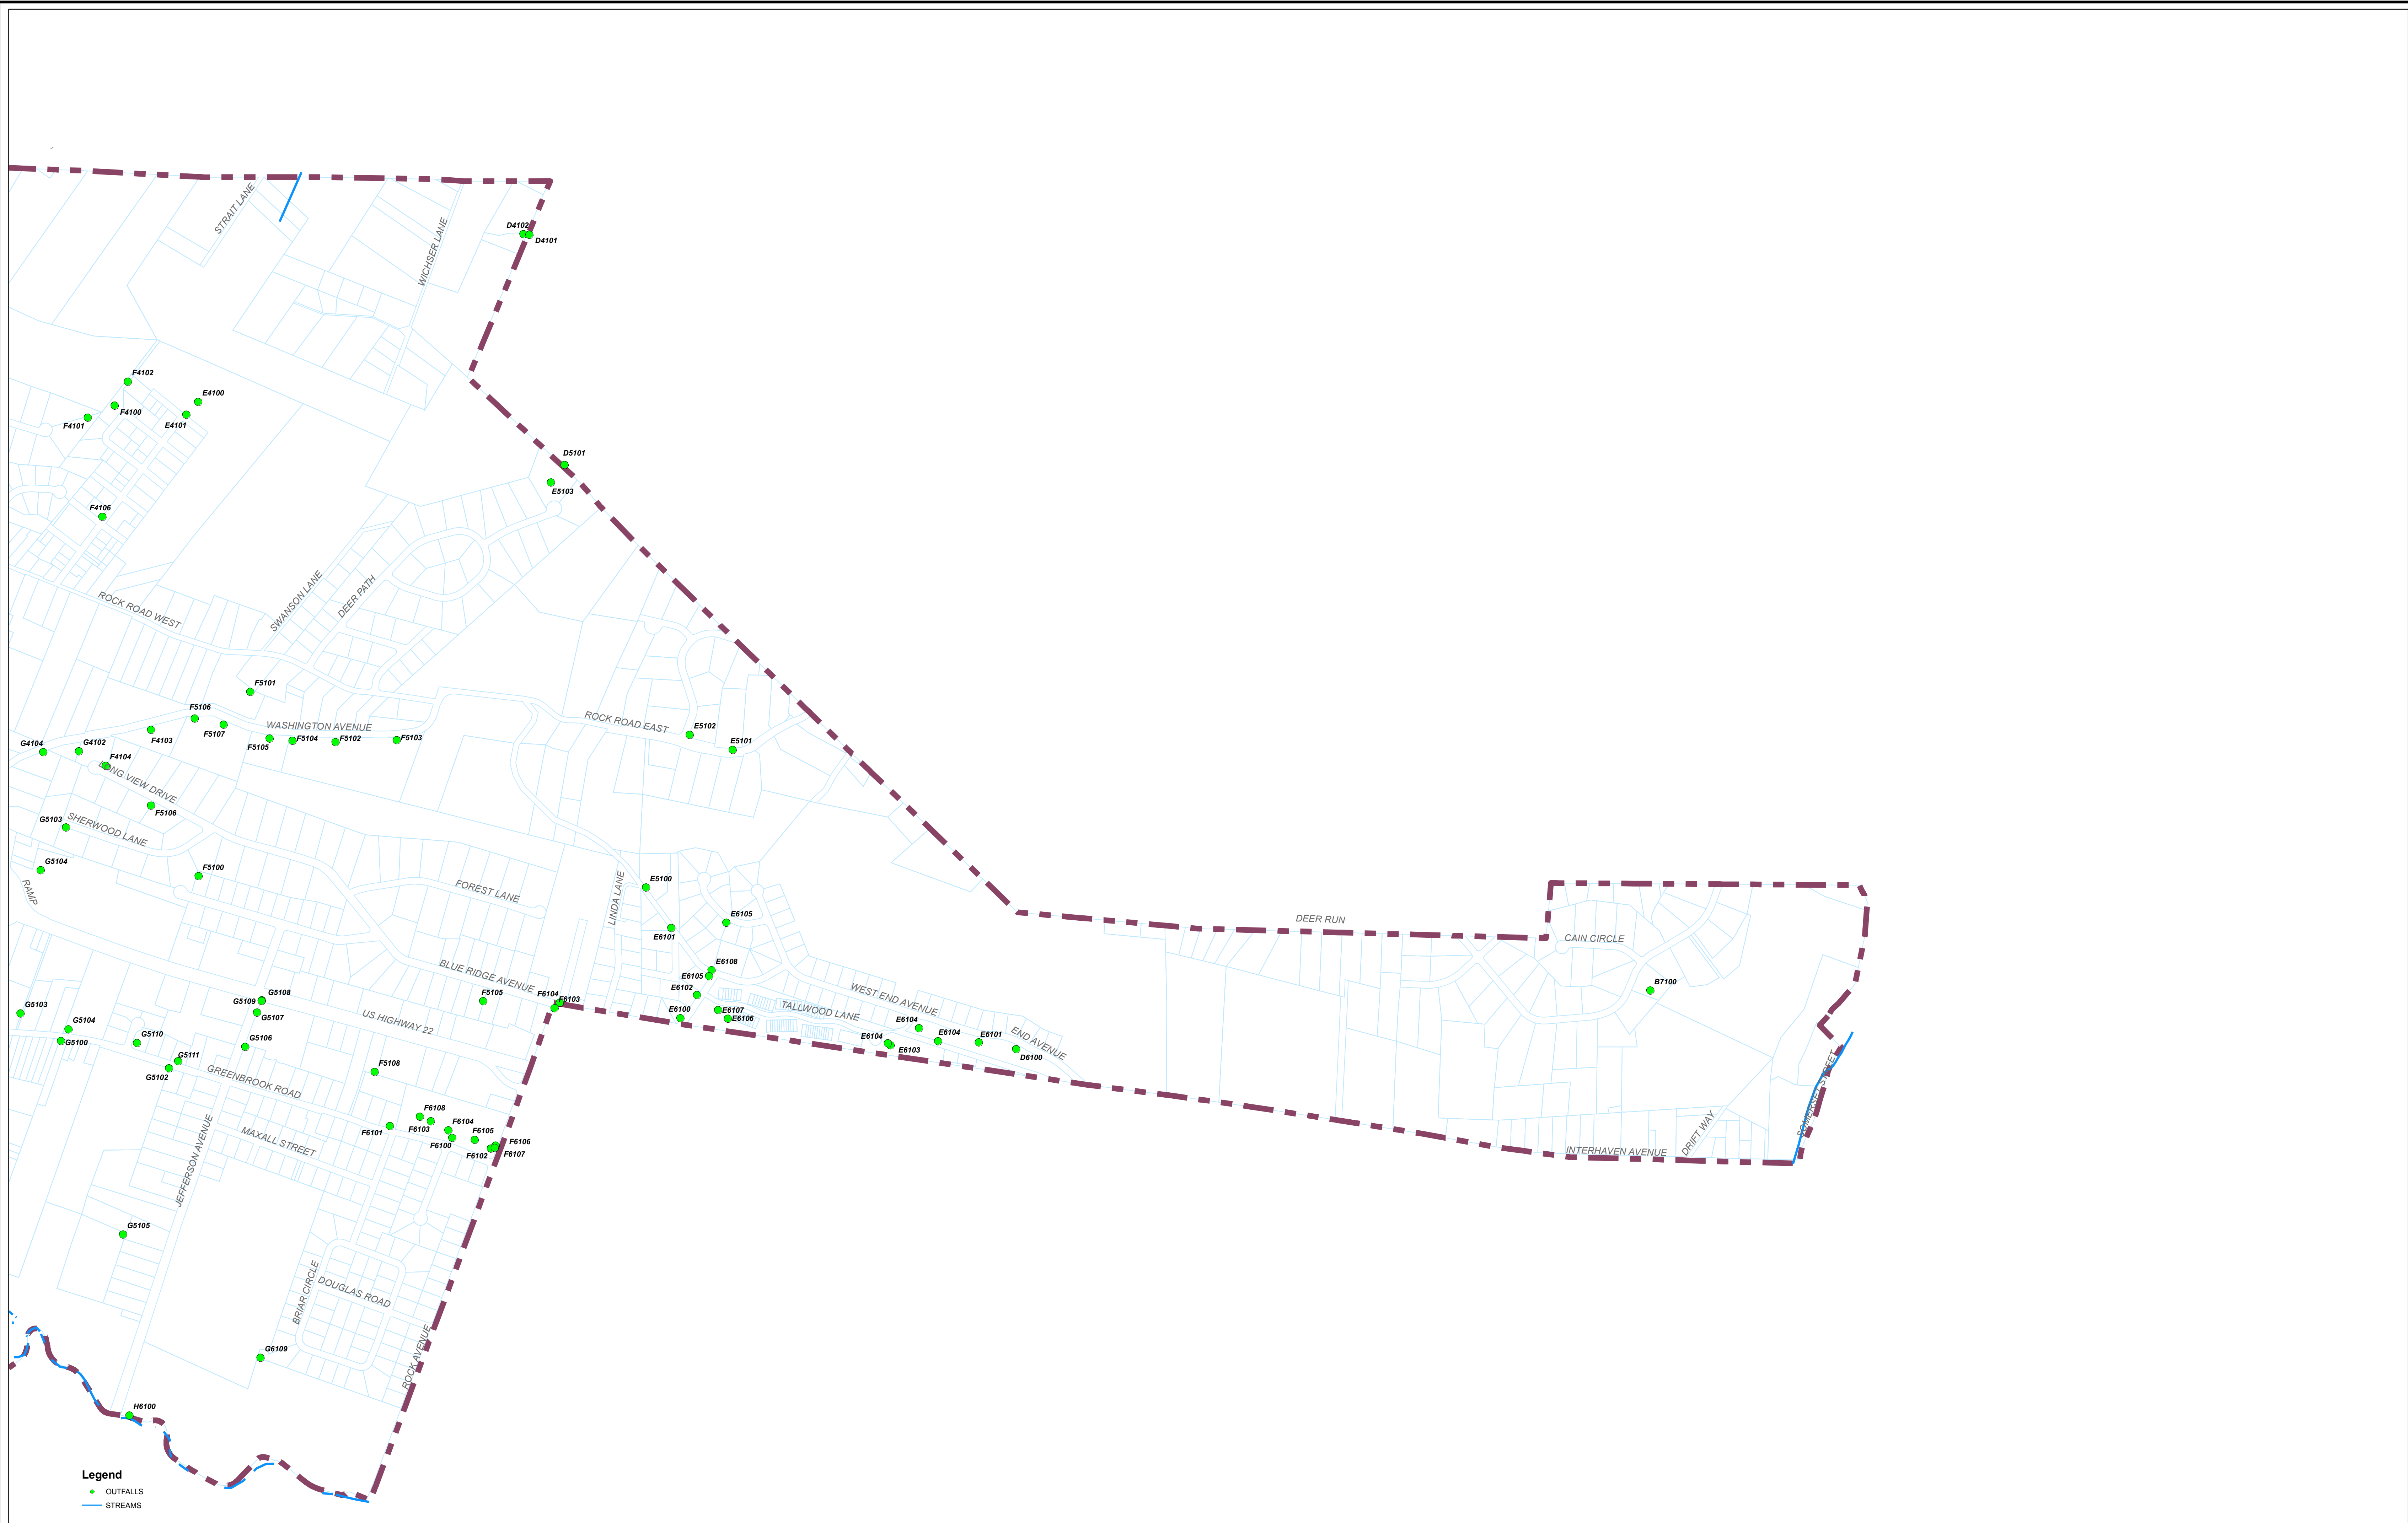 STRAIT LANE
WICHSER LANE
D4102
D4101
F4102
E4100
F4100
F4101
E4101
D5101
E5103
F4106
ROCK ROAD WEST
SWANSON LANE
DEER PATH
F5101
F5106
F5107
WASHINGTON AVENUE
ROCK ROAD EAST
E5102
E5101
G4104
G4102
F4103
F5105
F5104
F5102
F5103
F4104
LONG VIEW DRIVE
F5106
G5103
SHERWOOD LANE
G5104
F5100
RAMP
FOREST LANE
LINDA LANE
E5100
E6105
E6101
DEER RUN
CAIN CIRCLE
BLUE RIDGE AVENUE
E6108
E6105
E6102
B7100
G5109
G5108
G5107
F5105
F6104
F6103
WEST END AVENUE
TALLWOOD LANE
E6100
E6107
E6106
G5103
G5104
G5100
G5110
G5106
US HIGHWAY 22
E6104
E6104
E6104
E6103
E6101
END AVENUE
D6100
G5111
G5102
GREENBROOK ROAD
F5108
SOMERSET STREET
JEFFERSON AVENUE
MAXALL STREET
F6108
F6103
F6104
F6101
F6100
F6105
F6102
F6106
F6107
INTERHAVEN AVENUE
DRIFT WAY
G5105
BRIAR CIRCLE
DOUGLAS ROAD
ROCK AVENUE
G6109
H6100
Legend
OUTFALLS
STREAMS